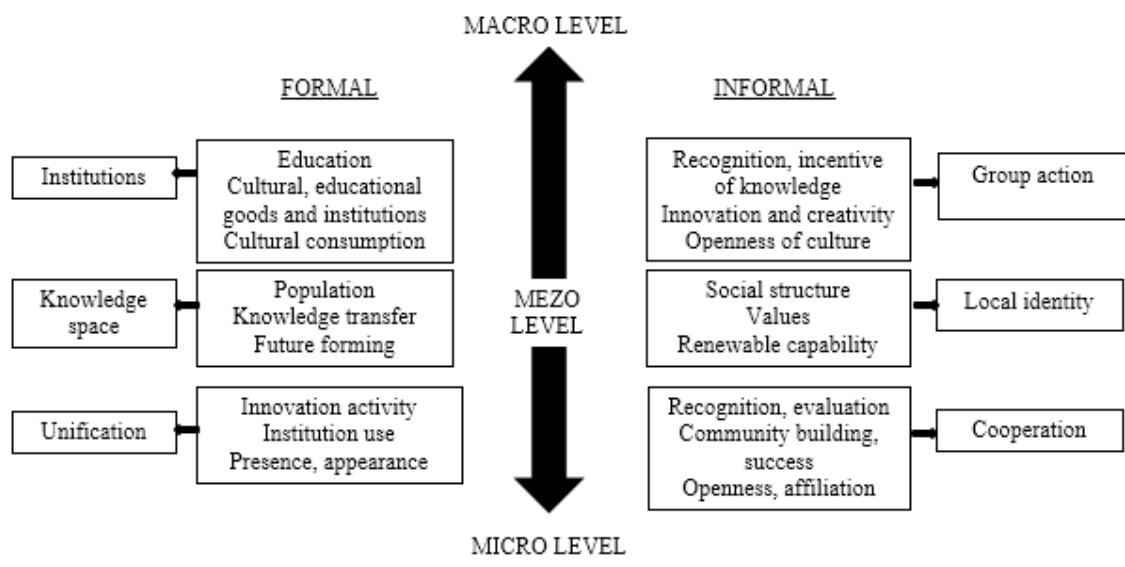 MACRO LEVEL
FORMAL
INFORMAL
Institutions
Education
Cultural, educational
goods and institutions
Cultural consumption
Recognition, incentive
of knowledge
Innovation and creativity
Openness of culture
Group action
Knowledge
space
Population
Knowledge transfer
Future forming
MEZO
LEVEL
Social structure
Values
Renewable capability
Local identity
Unification
Innovation activity
Institution use
Presence, appearance
Recognition, evaluation
Community building,
success
Openness, affiliation
Cooperation
MICRO LEVEL